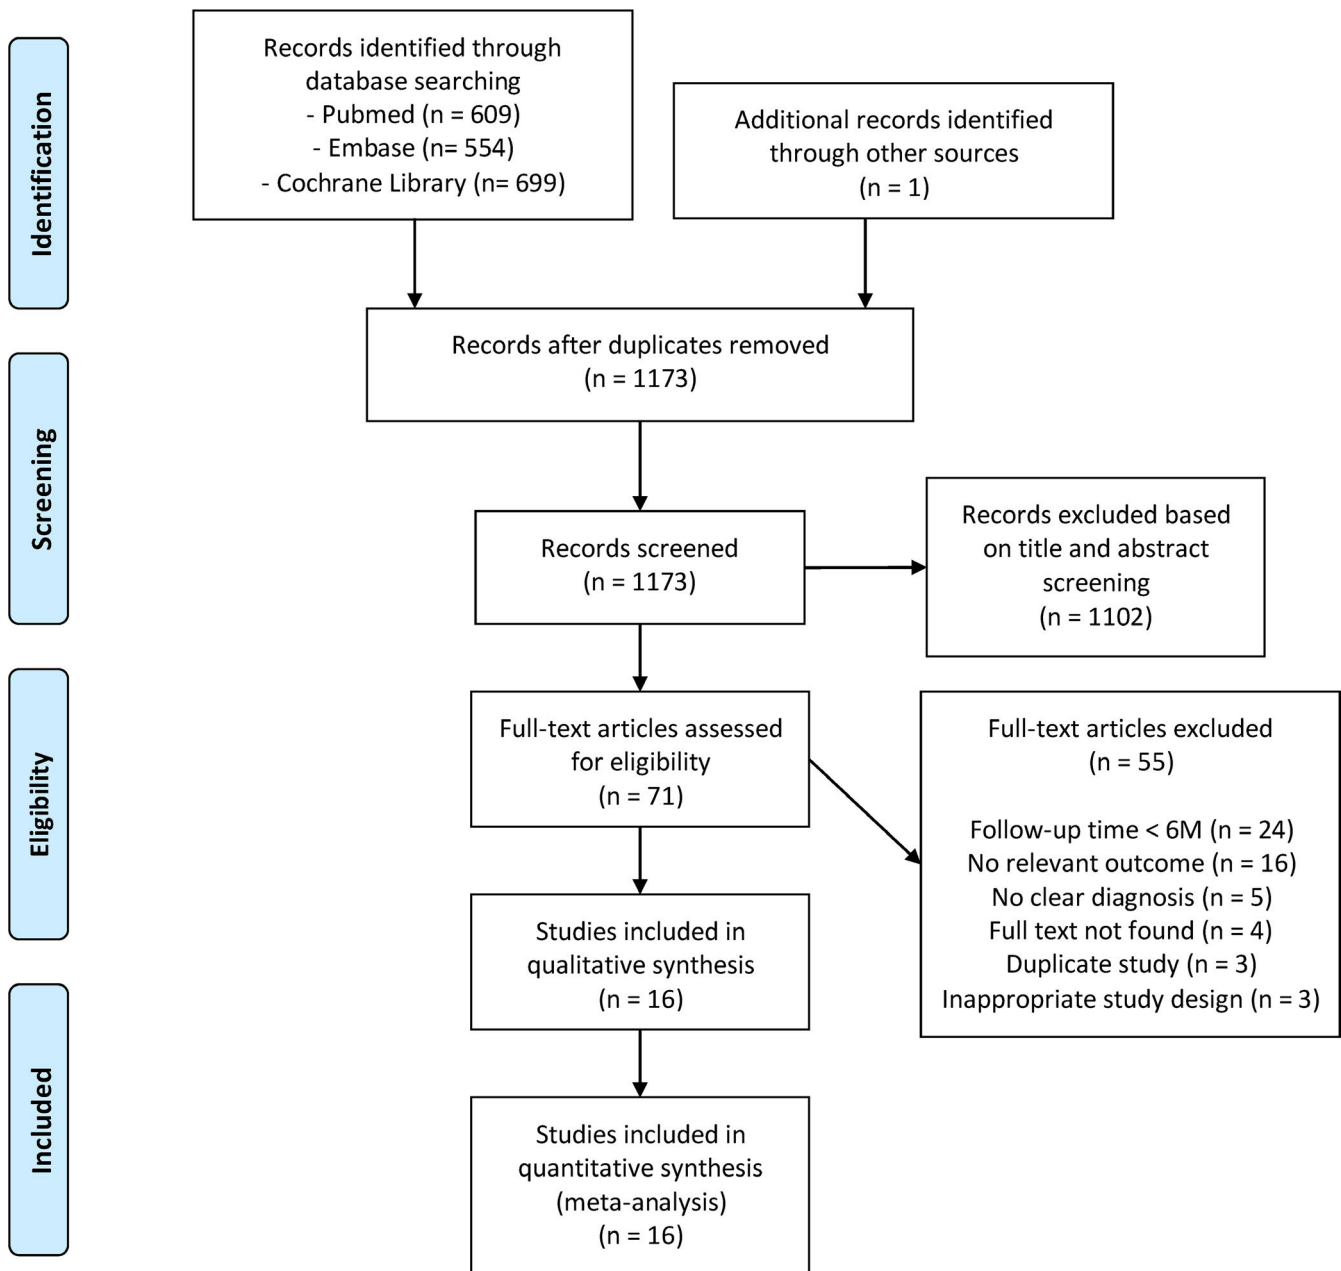 Identification
Records identified through
database searching
- Pubmed (n = 609)
- Embase (n= 554)
- Cochrane Library (n= 699)
Additional records identified
through other sources
(n = 1)
Records after duplicates removed
(n = 1173)
Screening
Records screened
(n = 1173)
Records excluded based
on title and abstract
screening
(n = 1102)
Eligibility
Full-text articles assessed
for eligibility
(n = 71)
Full-text articles excluded
(n = 55)
Follow-up time < 6M (n = 24)
No relevant outcome (n = 16)
No clear diagnosis (n = 5)
Full text not found (n = 4)
Duplicate study (n = 3)
Inappropriate study design (n = 3)
Studies included in
qualitative synthesis
(n = 16)
Included
Studies included in
quantitative synthesis
(meta-analysis)
(n = 16)